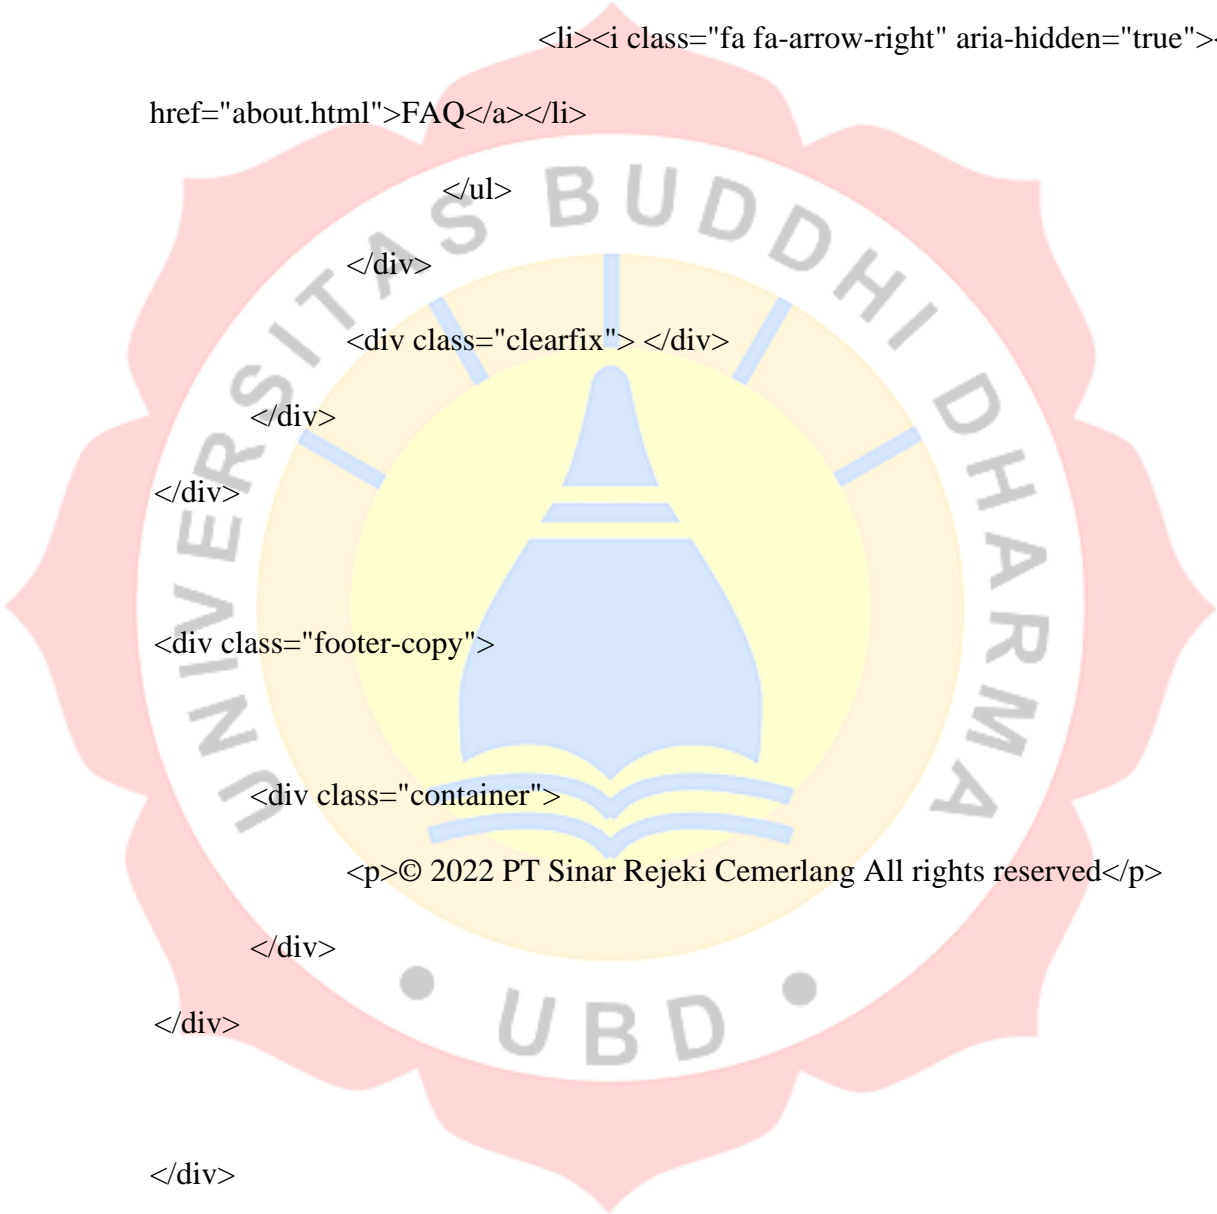 <li><i class="fa fa-arrow-right" aria-hidden="true"><
href="about.html">FAQ</a></li>
</ul>
</div>
<div class="clearfix"> </div>
</div>
</div>
<div class="footer-copy">
<div class="container">
<p>© 2022 PT Sinar Rejeki Cemerlang All rights reserved</p>
</div>
</div>
</div>
UNIVERSITAS BUDDHI DHARMA
• UBD •